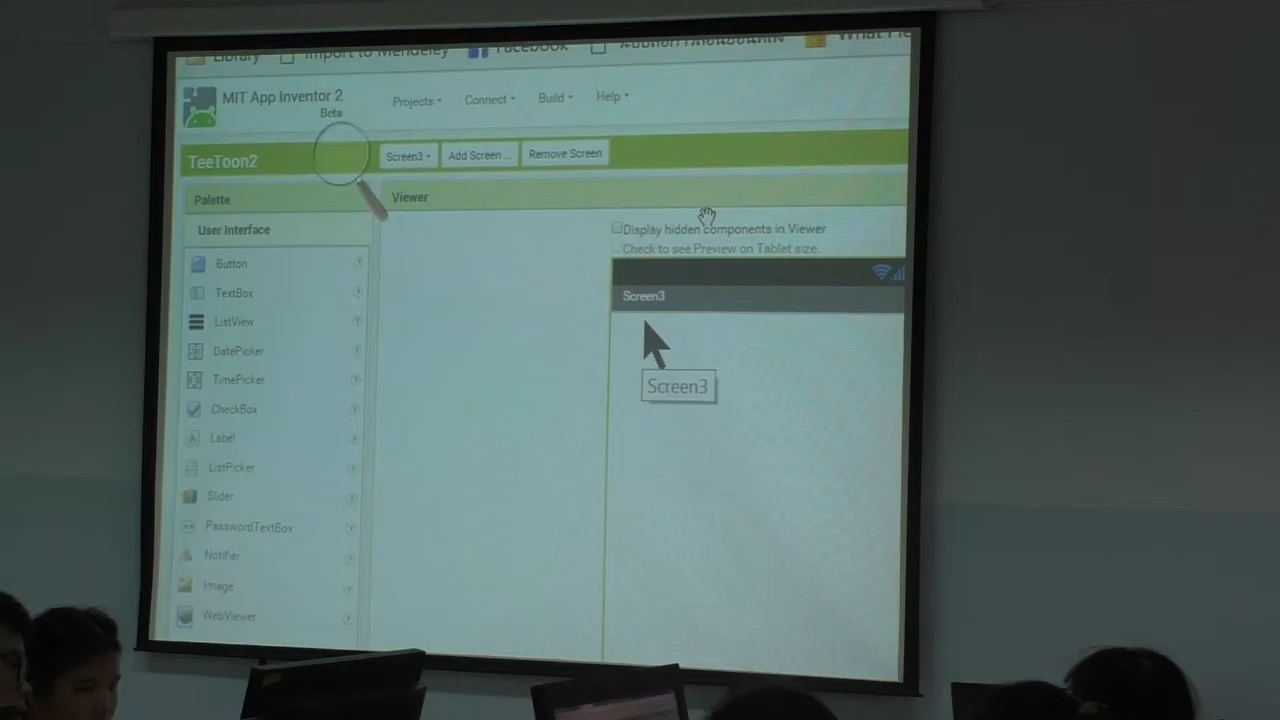 Library Import to Mendeley Facebook
MIT App Inventor 2
Beta
Projects Connect Build Help
TeeToon2 Screen3 Add Screen ... Remove Screen
Palette
Viewer
User Interface
Display hidden components in Viewer
Check to see Preview on Tablet size.
Screen3
Screen3
Button
TextBox
ListView
DatePicker
TimePicker
CheckBox
Label
ListPicker
Slider
PasswordTextBox
Notifier
Image
WebViewer